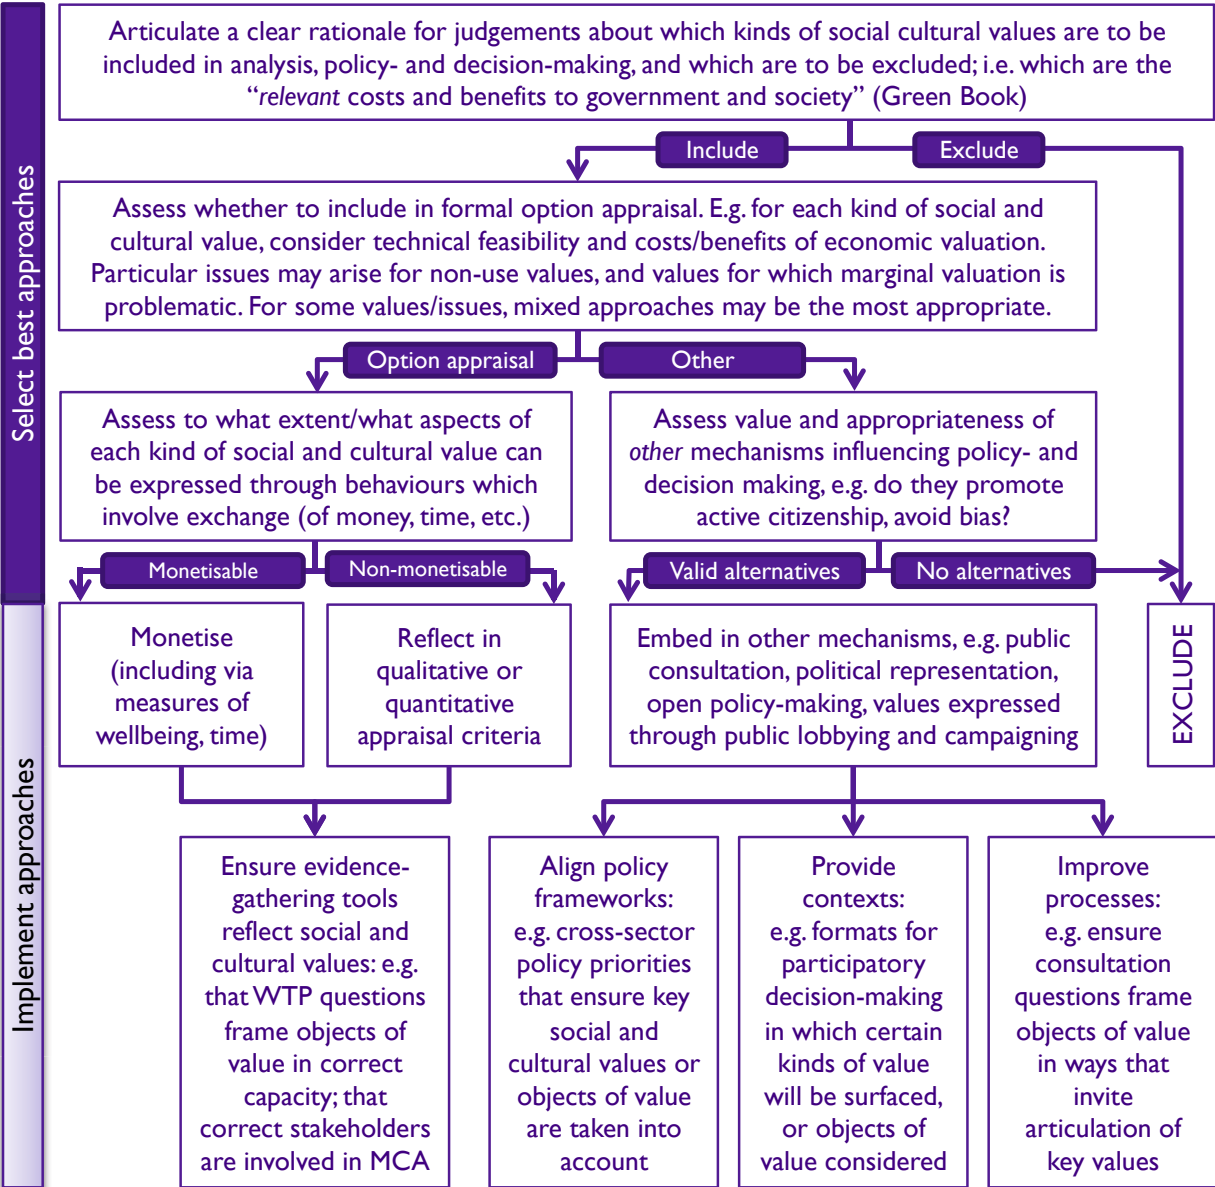 Articulate a clear rationale for judgements about which kinds of social cultural values are to be
included in analysis, policy- and decision-making, and which are to be excluded; i.e. which are the
“relevant costs and benefits to government and society” (Green Book)
Include
Exclude
Assess whether to include in formal option appraisal. E.g. for each kind of social and
cultural value, consider technical feasibility and costs/benefits of economic valuation.
Particular issues may arise for non-use values, and values for which marginal valuation is
problematic. For some values/issues, mixed approaches may be the most appropriate.
Select best approaches
Option appraisal
Other
Assess to what extent/what aspects of
each kind of social and cultural value can
be expressed through behaviours which
involve exchange (of money, time, etc.)
Assess value and appropriateness of
other mechanisms influencing policy- and
decision making, e.g. do they promote
active citizenship, avoid bias?
Monetisable
Non-monetisable
Valid alternatives
No alternatives
Monetise
(including via
measures of
wellbeing, time)
Reflect in
qualitative or
quantitative
appraisal criteria
Embed in other mechanisms, e.g. public
consultation, political representation,
open policy-making, values expressed
through public lobbying and campaigning
EXCLUDE
Implement approaches
Ensure evidence-
gathering tools
reflect social and
cultural values: e.g.
that WTP questions
frame objects of
value in correct
capacity; that
correct stakeholders
are involved in MCA
Align policy
frameworks:
e.g. cross-sector
policy priorities
that ensure key
social and
cultural values or
objects of value
are taken into
account
Provide
contexts:
e.g. formats for
participatory
decision-making
in which certain
kinds of value
will be surfaced,
or objects of
value considered
Improve
processes:
e.g. ensure
consultation
questions frame
objects of value
in ways that
invite
articulation of
key values